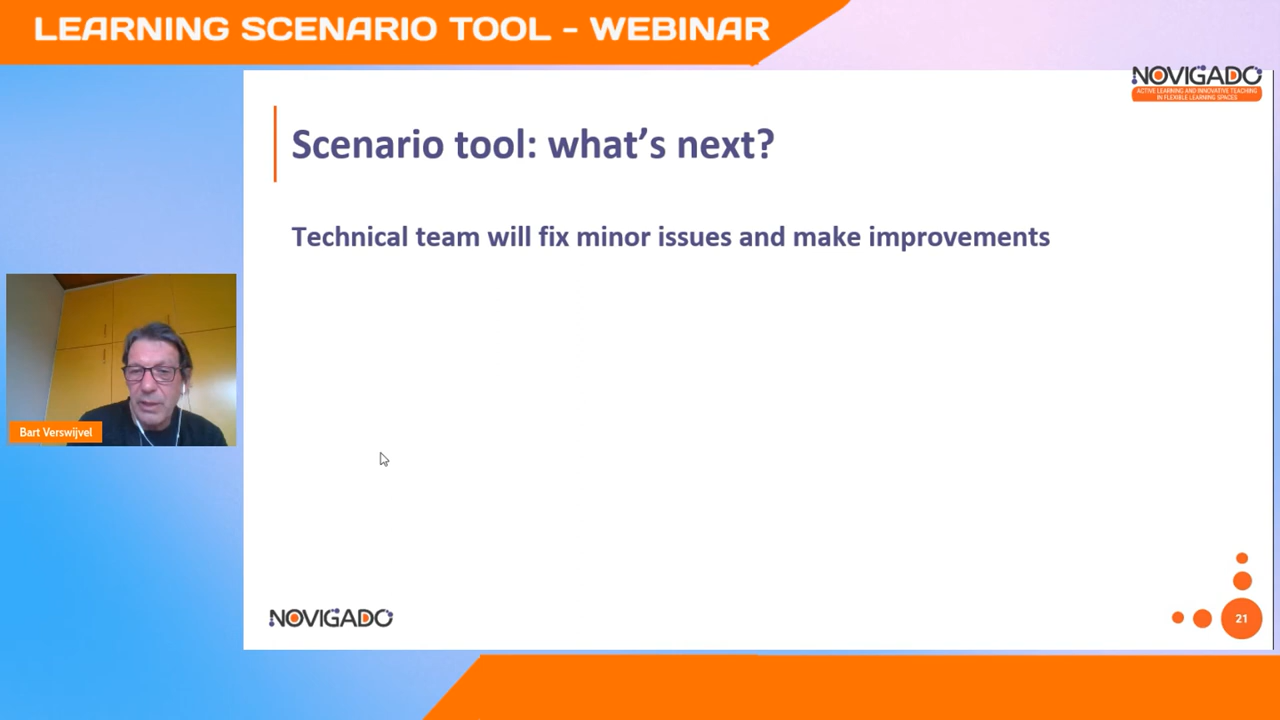 LEARNING SCENARIO TOOL - WEBINAR
NOVIGADO
ACTIVE LEARNING AND INNOVATIVE TEACHING
IN FLEXIBLE LEARNING SPACES
Scenario tool: what's next?
Technical team will fix minor issues and make improvements
Bart Verswijvel
NOVIGADO
21